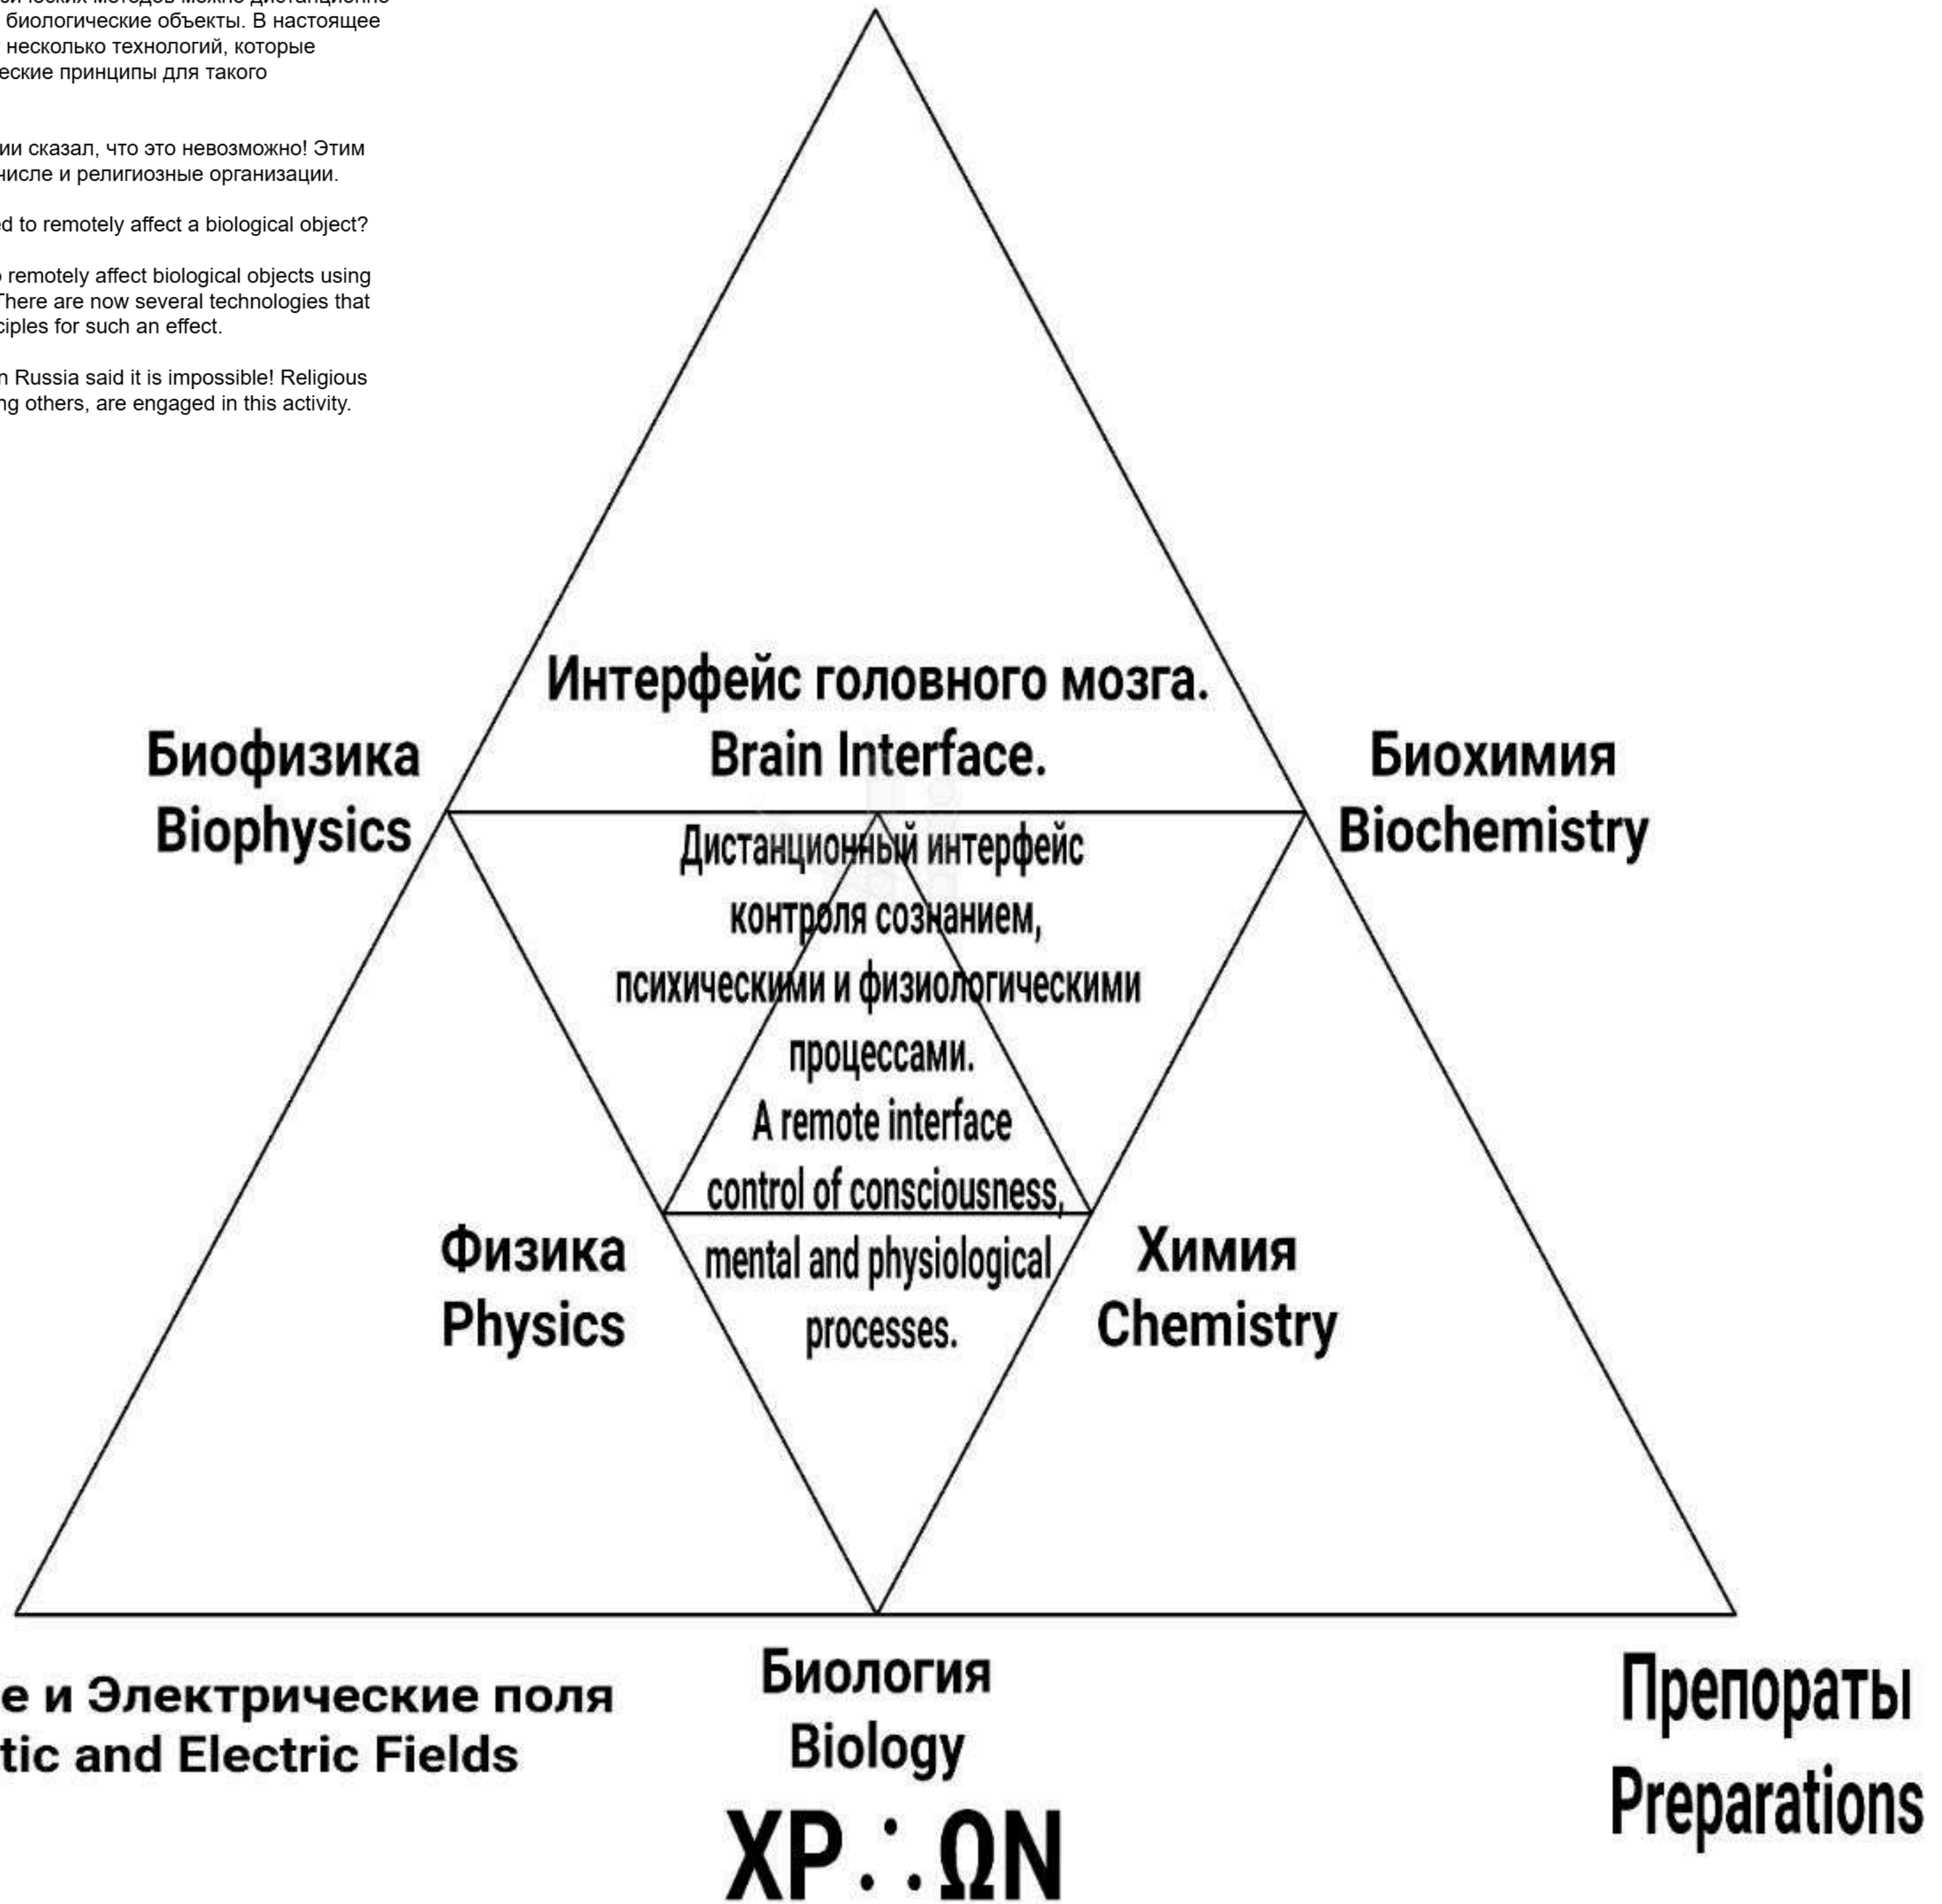 биологические объекты. В настоящее
несколько технологий, которые
еские принципы для такого
ии сказал, что это невозможно! Этим
числе и религиозные организации.
ed to remotely affect a biological object?
remotely affect biological objects using
There are now several technologies that
ciples for such an effect.
n Russia said it is impossible! Religious
ng others, are engaged in this activity.
Интерфейс головного мозга.
Brain Interface.
Биофизика
Biophysics
Биохимия
Biochemistry
Дистанционный интерфейс
контроля сознанием,
психическими и физиологическими
процессами.
A remote interface
control of consciousness,
mental and physiological
processes.
Физика
Physics
Химия
Chemistry
е и Электрические поля
tic and Electric Fields
Биология
Biology
Препораты
Preparations
ΧΡ∴ΩΝ